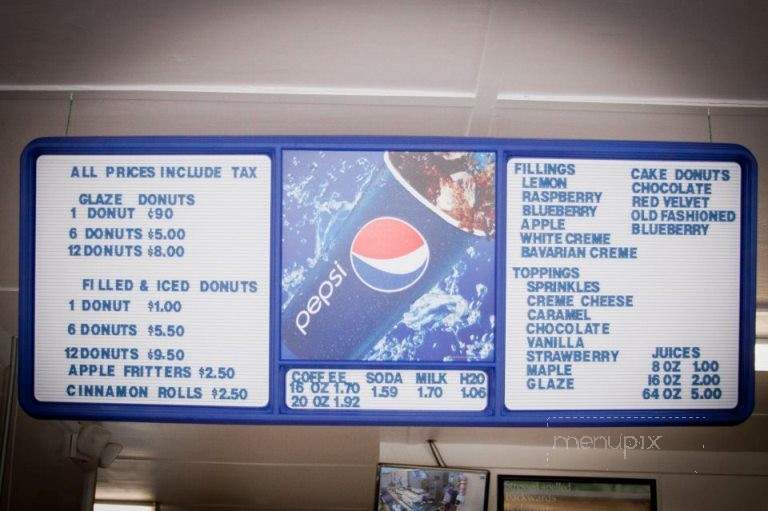 ALL PRICES INCLUDE TAX
GLAZE DONUTS
1 DONUT ¢90
6 DONUTS $5.00
12 DONUTS $8.00
FILLED & ICED DONUTS
1 DONUT $1.00
6 DONUTS $5.50
12 DONUTS $9.50
APPLE FRITTERS $2.50
CINNAMON ROLLS $2.50
pepsi
COFFEE SODA MILK H2O
16 OZ 1.70 1.59 1.70 1.06
20 OZ 1.92
FILLINGS
LEMON
RASPBERRY
BLUEBERRY
APPLE
WHITE CREME
BAVARIAN CREME
TOPPINGS
SPRINKLES
CREME CHEESE
CARAMEL
CHOCOLATE
VANILLA
STRAWBERRY
MAPLE
GLAZE
CAKE DONUTS
CHOCOLATE
RED VELVET
OLD FASHIONED
BLUEBERRY
JUICES
8 OZ 1.00
16 OZ 2.00
64 OZ 5.00
menupix
backwards